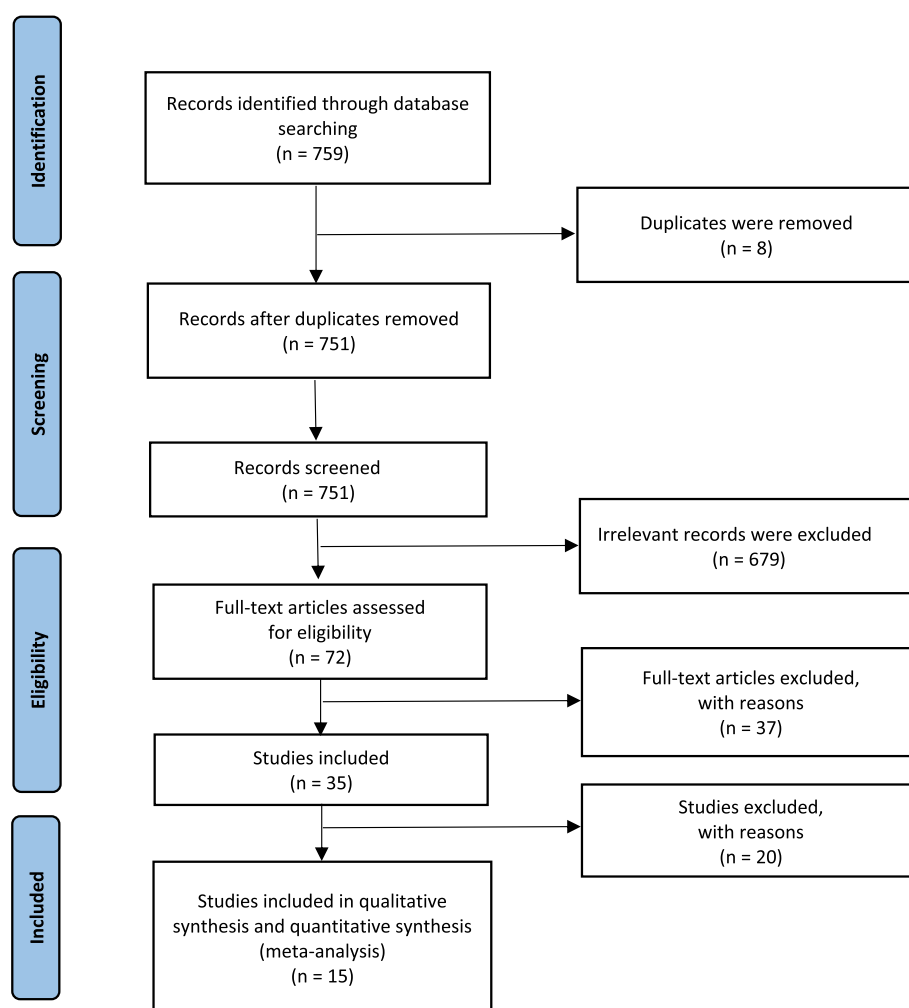 Identification
Records identified through database
searching
(n = 759)
Duplicates were removed
(n = 8)
Screening
Records after duplicates removed
(n = 751)
Records screened
(n = 751)
Irrelevant records were excluded
(n = 679)
Eligibility
Full-text articles assessed
for eligibility
(n = 72)
Full-text articles excluded,
with reasons
(n = 37)
Studies included
(n = 35)
Studies excluded,
with reasons
(n = 20)
Included
Studies included in qualitative
synthesis and quantitative synthesis
(meta-analysis)
(n = 15)